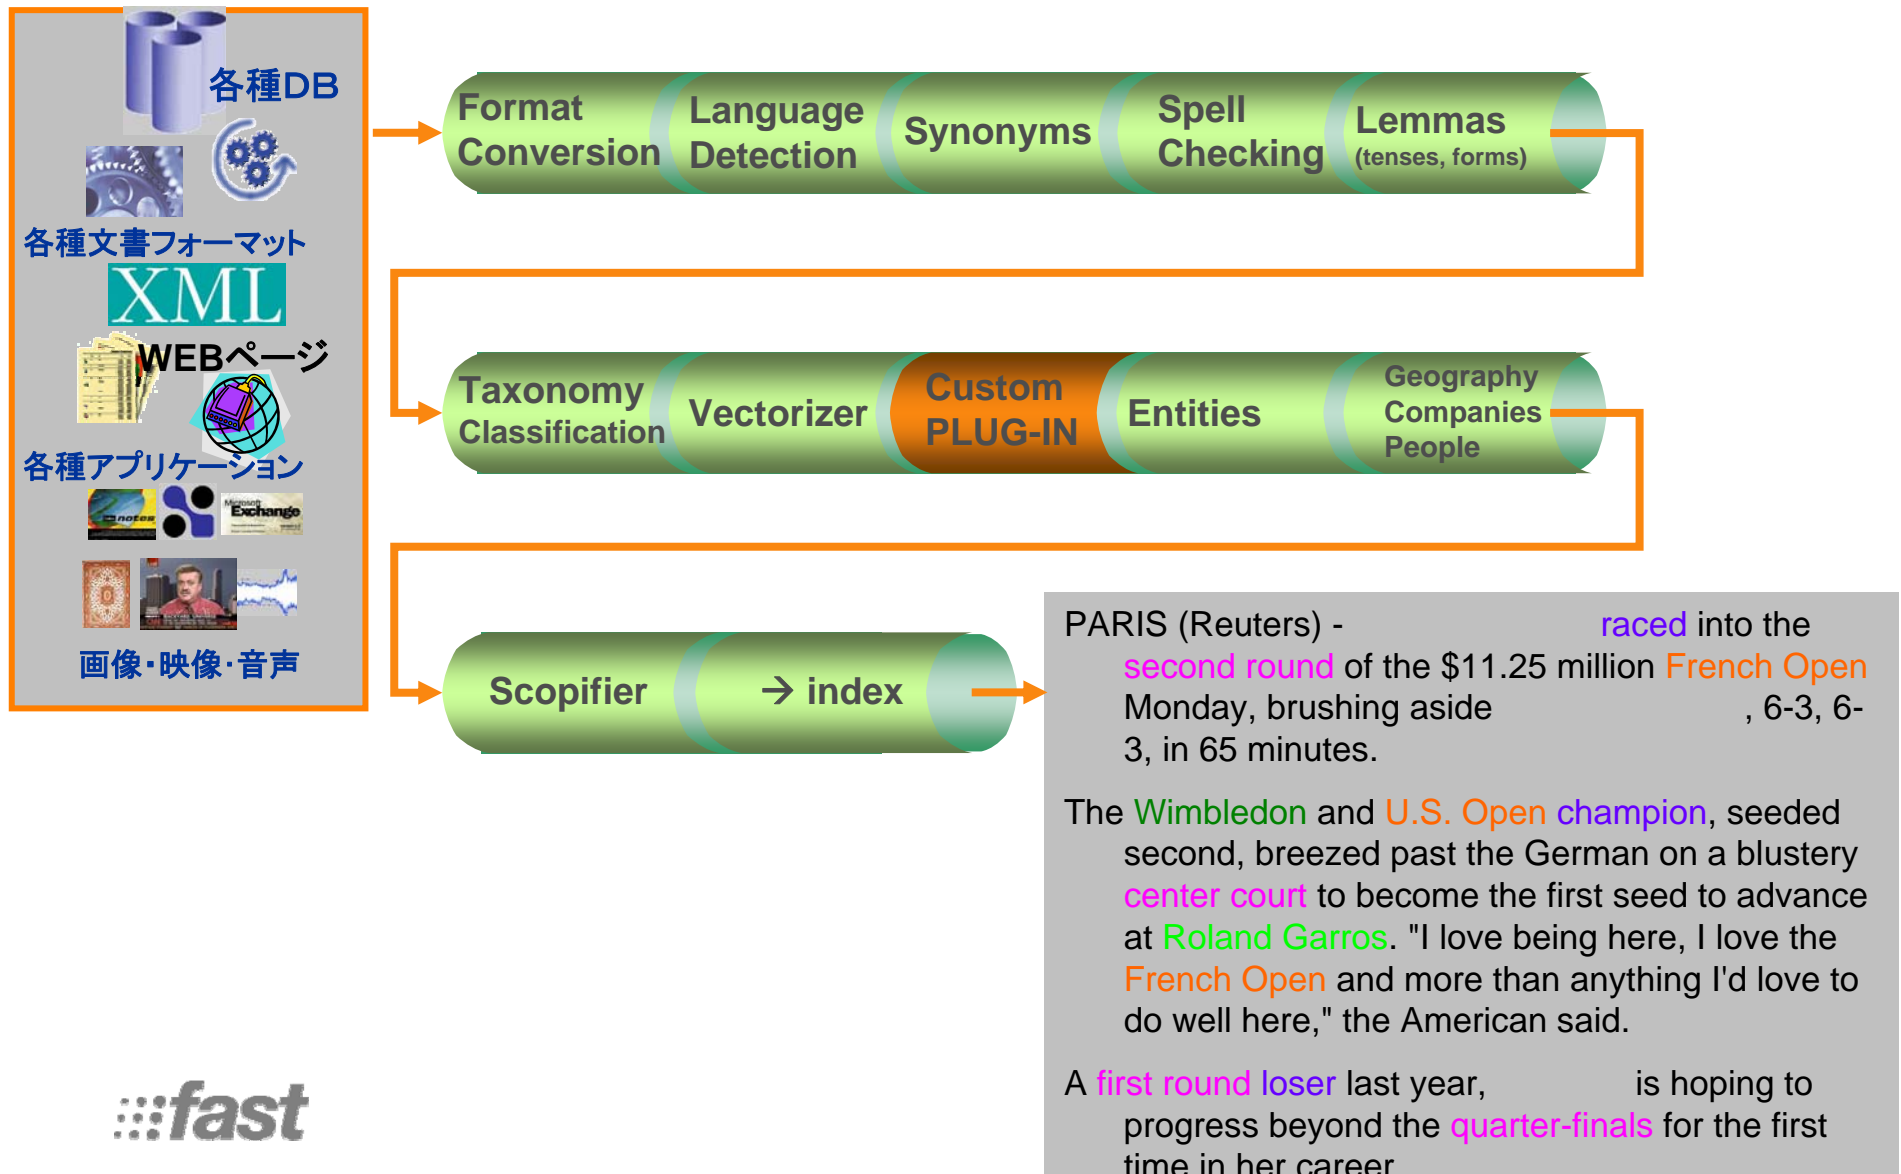 各種DB
各種文書フォーマット
XML
WEBページ
各種アプリケーション
notes
Microsoft
Exchange
画像・映像・音声
Format
Conversion
Language
Detection
Synonyms
Spell
Checking
Lemmas
(tenses, forms)
Taxonomy
Classification
Vectorizer
Custom
PLUG-IN
Entities
Geography
Companies
People
Scopifier
→ index
PARIS (Reuters) - raced into the
second round of the $11.25 million French Open
Monday, brushing aside , 6-3, 6-
3, in 65 minutes.
The Wimbledon and U.S. Open champion, seeded
second, breezed past the German on a blustery
center court to become the first seed to advance
at Roland Garros. "I love being here, I love the
French Open and more than anything I'd love to
do well here," the American said.
A first round loser last year, is hoping to
progress beyond the quarter-finals for the first
time in her career
fast